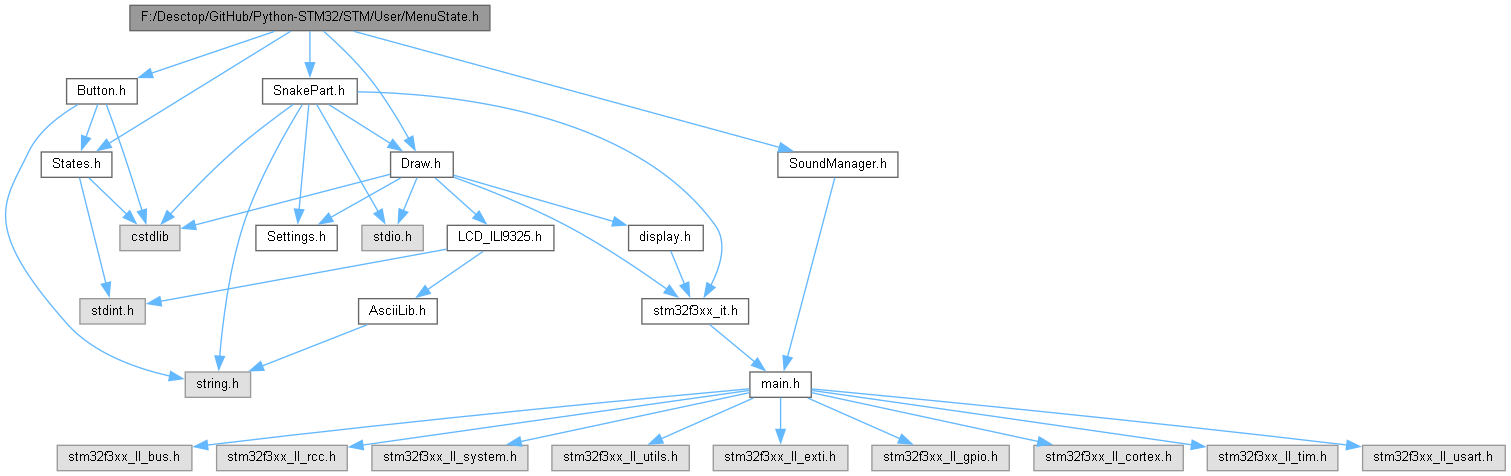 F:/Desctop/GitHub/Python-STM32/STM/User/MenuState.h
Button.h
SnakePart.h
States.h
Draw.h
SoundManager.h
cstdlib
Settings.h
stdio.h
LCD_ILI9325.h
display.h
stdint.h
AsciiLib.h
stm32f3xx_it.h
string.h
main.h
stm32f3xx_ll_bus.h
stm32f3xx_ll_rcc.h
stm32f3xx_ll_system.h
stm32f3xx_ll_utils.h
stm32f3xx_ll_exti.h
stm32f3xx_ll_gpio.h
stm32f3xx_ll_cortex.h
stm32f3xx_ll_tim.h
stm32f3xx_ll_usart.h